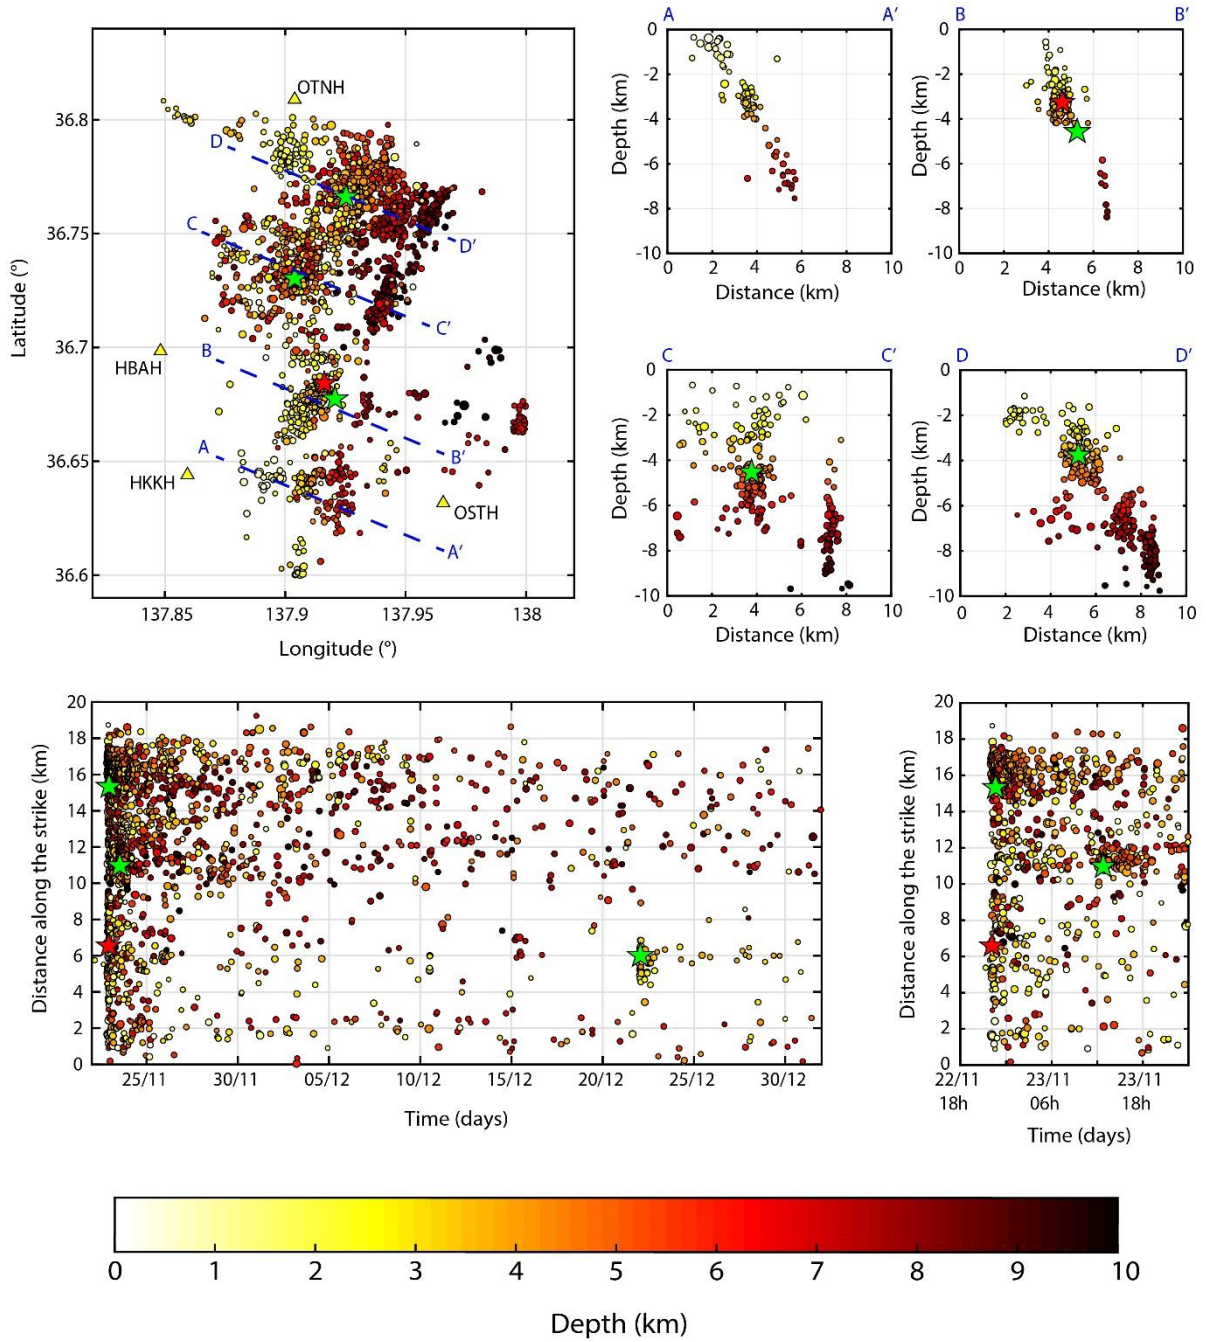 A A' B B'
OTNH
D
C
D'
C'
B
HBAH
A
B'
HKKH
OSTH
A'
36.8
36.75
36.7
36.65
36.6
137.85 137.9 137.95 138
Latitude (°)
Longitude (°)
0
-2
-4
-6
-8
-10
0 2 4 6 8 10
Depth (km)
Distance (km)
0
-2
-4
-6
-8
-10
0 2 4 6 8 10
Depth (km)
Distance (km)
C C' D D'
0
-2
-4
-6
-8
-10
0 2 4 6 8 10
Depth (km)
Distance (km)
0
-2
-4
-6
-8
-10
0 2 4 6 8 10
Depth (km)
Distance (km)
20
18
16
14
12
10
8
6
4
2
0
25/11 30/11 05/12 10/12 15/12 20/12 25/12 30/12
Distance along the strike (km)
Time (days)
20
18
16
14
12
10
8
6
4
2
0
22/11 23/11 23/11
18h 06h 18h
Distance along the strike (km)
Time (days)
0 1 2 3 4 5 6 7 8 9 10
Depth (km)